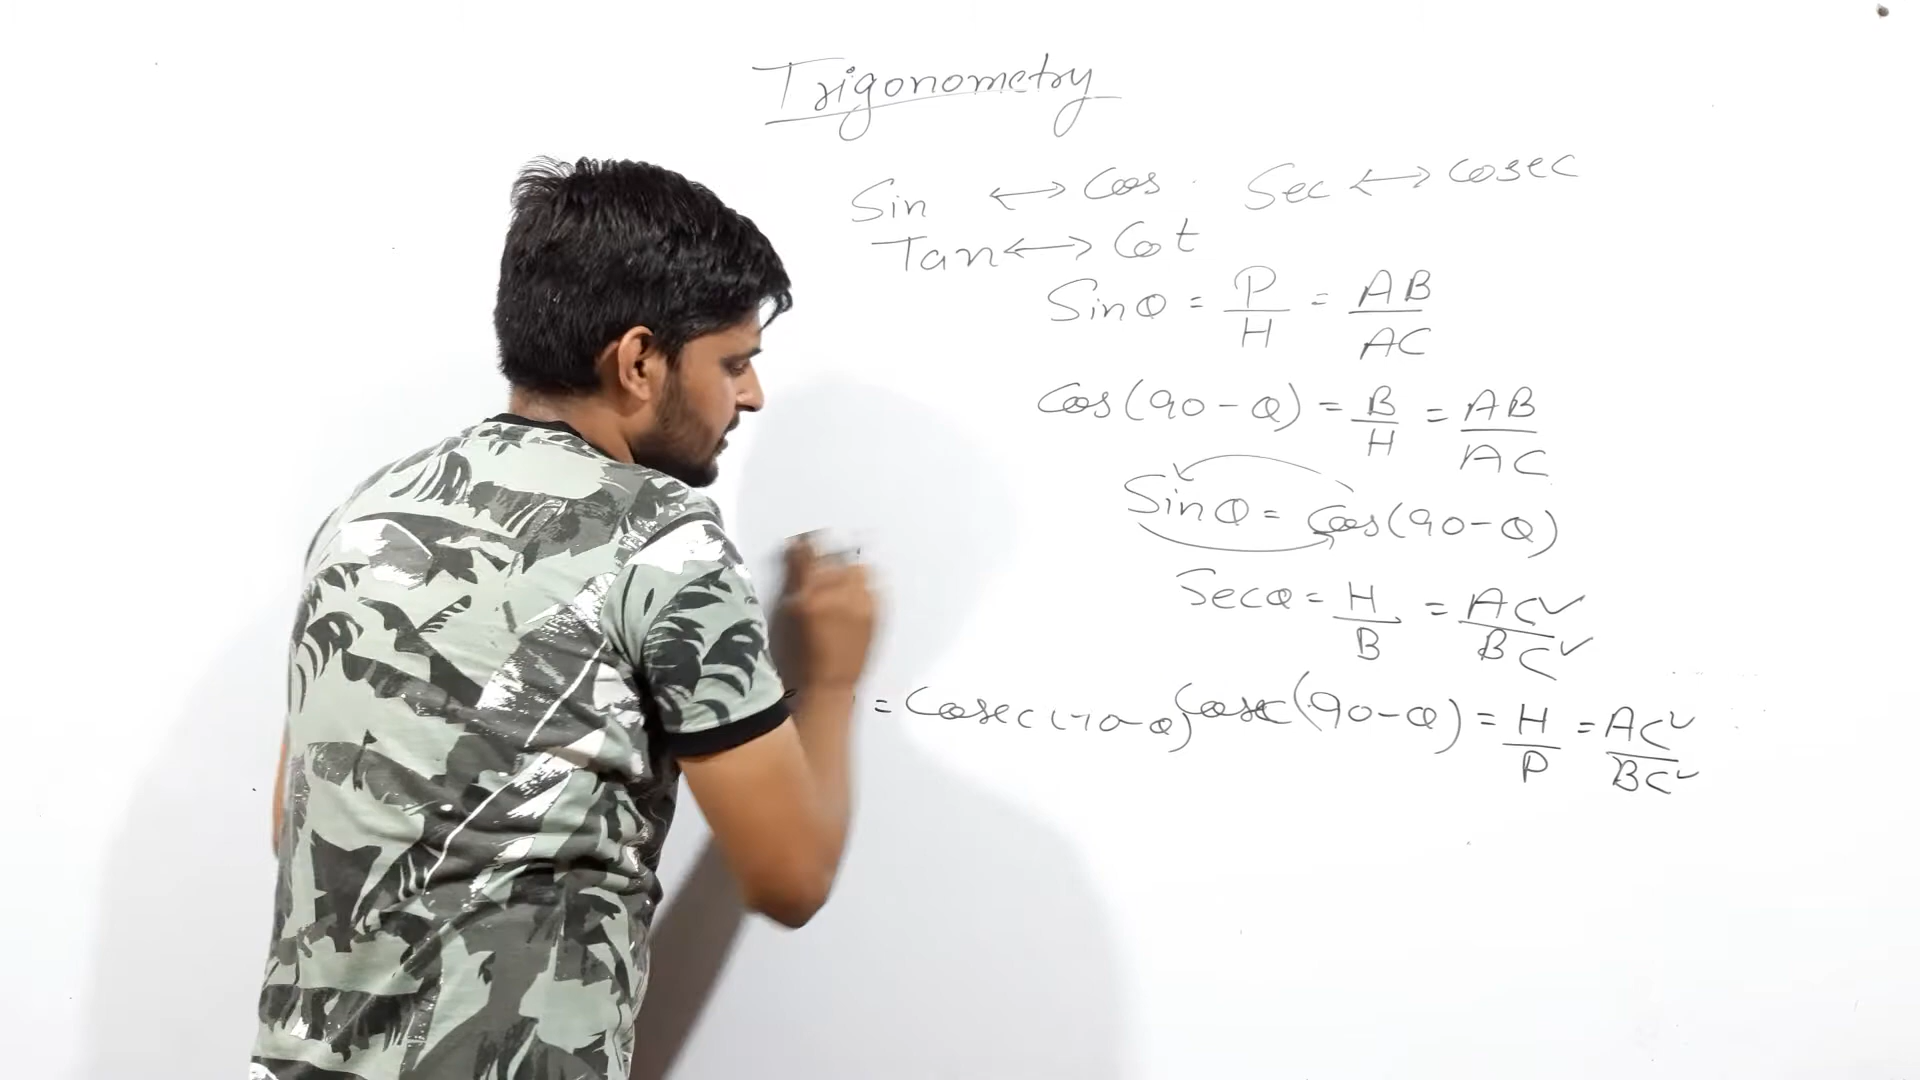 Trigonometry
Sin ↔ Cos. Sec ↔ Cosec
Tan ↔ Cot
Sinθ = P/H = AB/AC
Cos(90-θ) = B/H = AB/AC
Sinθ = Cos(90-θ)
Secθ = H/B = AC✓/BC✓
= Cosec(90-θ) Cosec(90-θ) = H/P = AC✓/BC✓